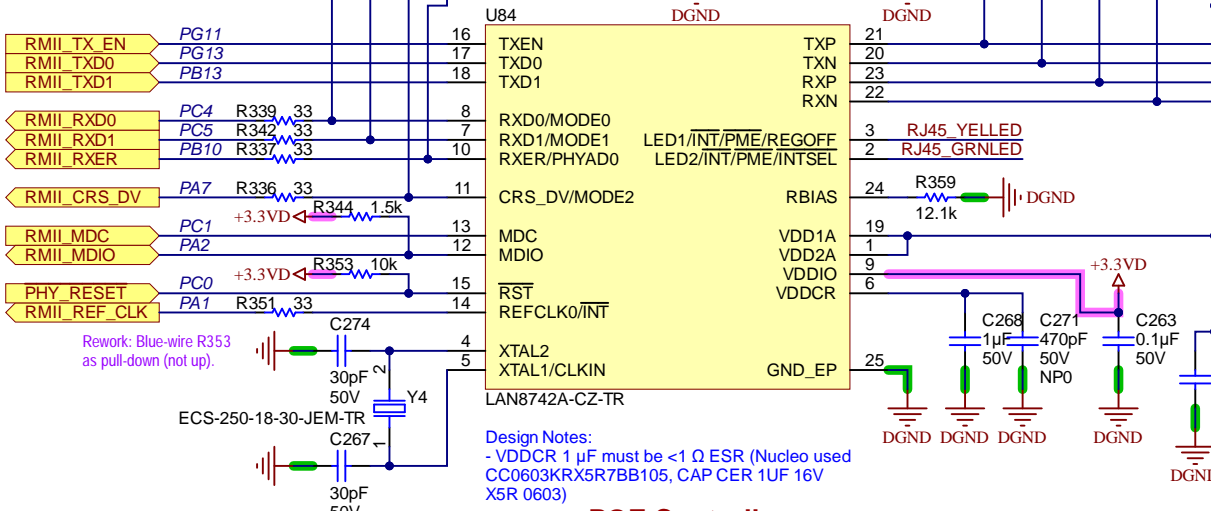 U84
DGND
DGND
RMII_TX_EN PG11 16 TXEN TXP 21
RMII_TXD0 PG13 17 TXD0 TXN 20
RMII_TXD1 PB13 18 TXD1 RXP 23
RXN 22
RMII_RXD0 PC4 R339 33 8 RXD0/MODE0
RMII_RXD1 PC5 R342 33 7 RXD1/MODE1 LED1/INT/PME/REGOFF 3 RJ45_YELLED
RMII_RXER PB10 R337 33 10 RXER/PHYAD0 LED2/INT/PME/INTSEL 2 RJ45_GRNLED
RMII_CRS_DV PA7 R336 33 11 CRS_DV/MODE2 RBIAS 24 R359 DGND
12.1k
+3.3VD R344 1.5k
RMII_MDC PC1 13 MDC VDD1A 19
RMII_MDIO PA2 12 MDIO VDD2A 1
+3.3VD R353 10k VDDIO 9 +3.3VD
PHY_RESET PC0 15 RST VDDCR 6
RMII_REF_CLK PA1 R351 33 14 REFCLK0/INT
Rework: Blue-wire R353
as pull-down (not up).
C274
30pF
50V
4 XTAL2
5 XTAL1/CLKIN
GND_EP 25
C268
1µF
50V
C271
470pF
50V
NP0
C263
0.1µF
50V
2
Y4
ECS-250-18-30-JEM-TR
1
C267
30pF
50V
LAN8742A-CZ-TR
DGND
DGND
DGND
DGND
Design Notes:
- VDDCR 1 µF must be <1 Ω ESR (Nucleo used
CC0603KRX5R7BB105, CAP CER 1UF 16V
X5R 0603)